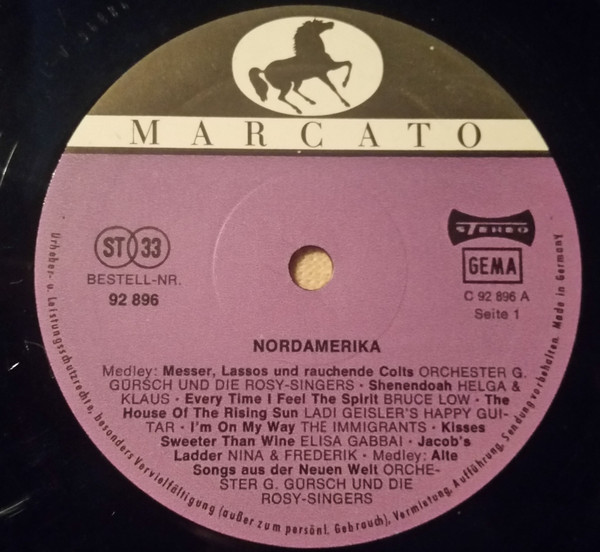 MARCATO
ST 33
BESTELL-NR.
92 896
STEREO
GEMA
C 92 896 A
Seite 1
NORDAMERIKA
Medley: Messer, Lassos und rauchende Colts ORCHESTER G.
GÜRSCH UND DIE ROSY-SINGERS · Shenendoah HELGA &
KLAUS · Every Time I Feel The Spirit BRUCE LOW · The
House Of The Rising Sun LADI GEISLER'S HAPPY GUI-
TAR · I'm On My Way THE IMMIGRANTS · Kisses
Sweeter Than Wine ELISA GABBAI · Jacob's
Ladder NINA & FREDERIK · Medley: Alte
Songs aus der Neuen Welt ORCHE-
STER G. GÜRSCH UND DIE
ROSY-SINGERS
Urheber- u. Leistungsschutzrechte, besonders Vervielfältigung (außer zum persönl. Gebrauch), Vermietung, Aufführung, Sendung vorbehalten. Made in Germany